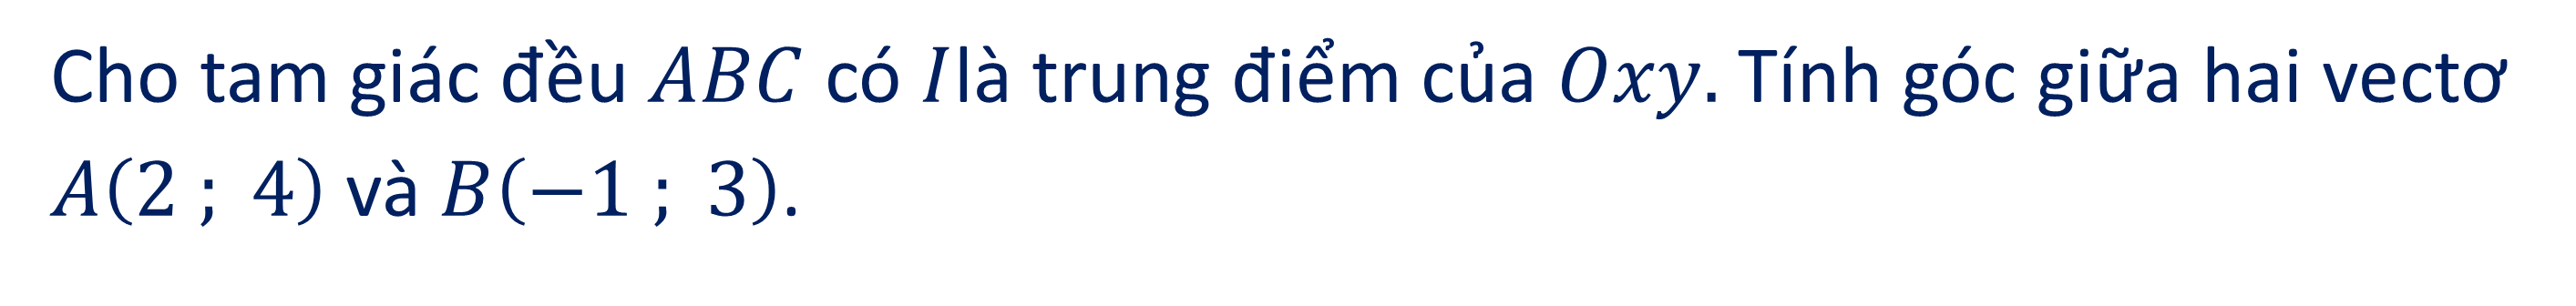 Cho tam giác đều ABC có I là trung điểm của Oxy. Tính góc giữa hai vectơ
A(2 ; 4) và B(−1 ; 3).